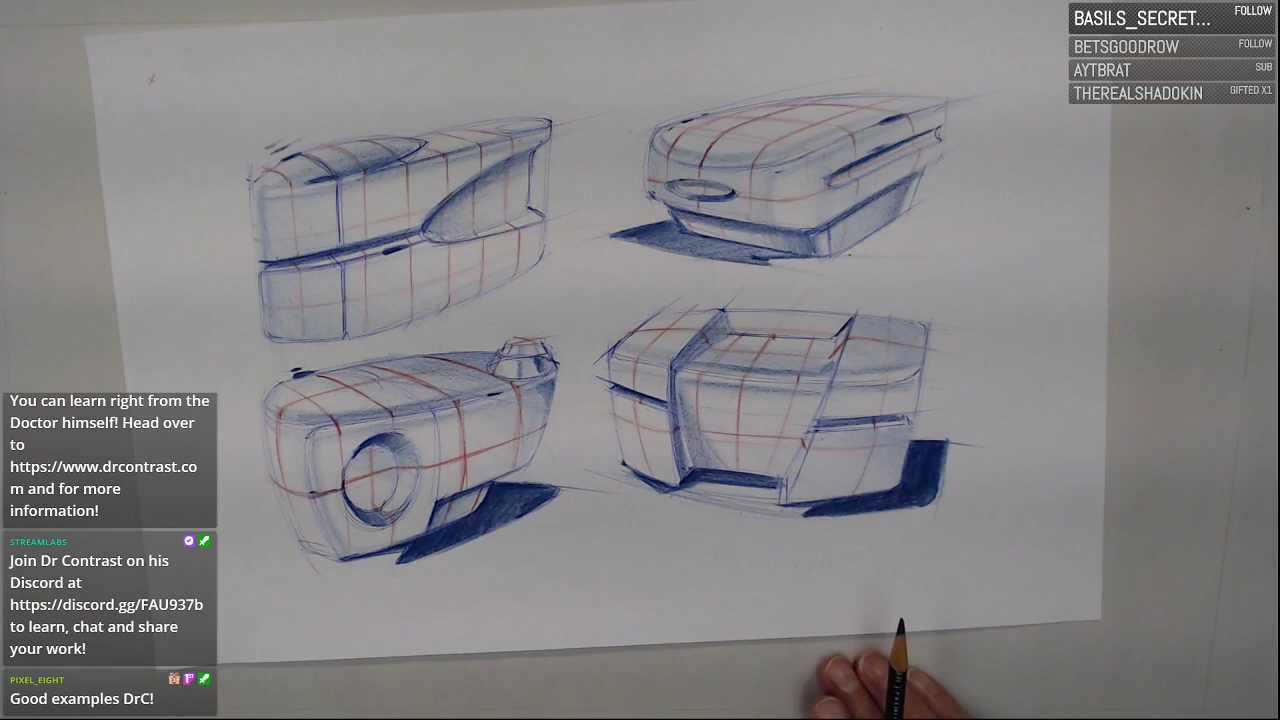 BASILS_SECRET... FOLLOW
BETSGOODROW FOLLOW
AYTBRAT SUB
THEREALSHADOKIN GIFTED X1
You can learn right from the
Doctor himself! Head over
to
https://www.drcontrast.co
m and for more
information!
STREAMLABS
Join Dr Contrast on his
Discord at
https://discord.gg/FAU937b
to learn, chat and share
your work!
PIXEL_EIGHT
Good examples DrC!